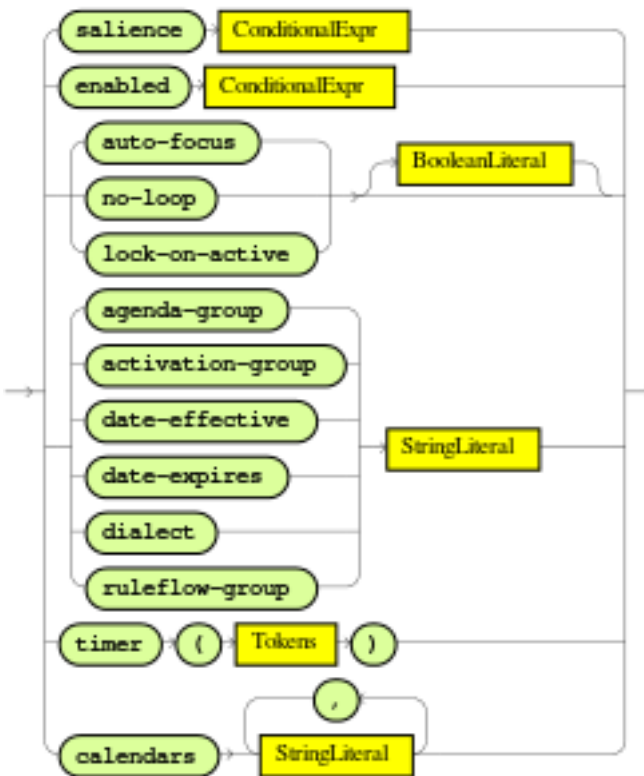 salience ConditionalExpr
enabled ConditionalExpr
auto-focus
BooleanLiteral
no-loop
lock-on-active
agenda-group
activation-group
date-effective
StringLiteral
date-expires
dialect
ruleflow-group
timer ( Tokens )
,
calendars StringLiteral